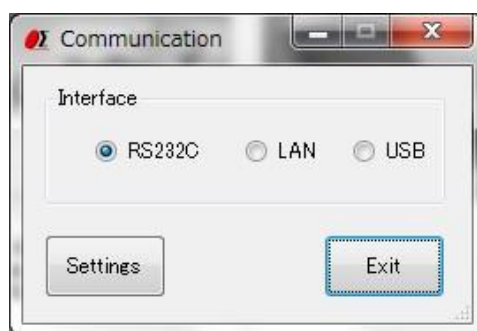 Communication
Interface
RS232C LAN USB
Settings Exit